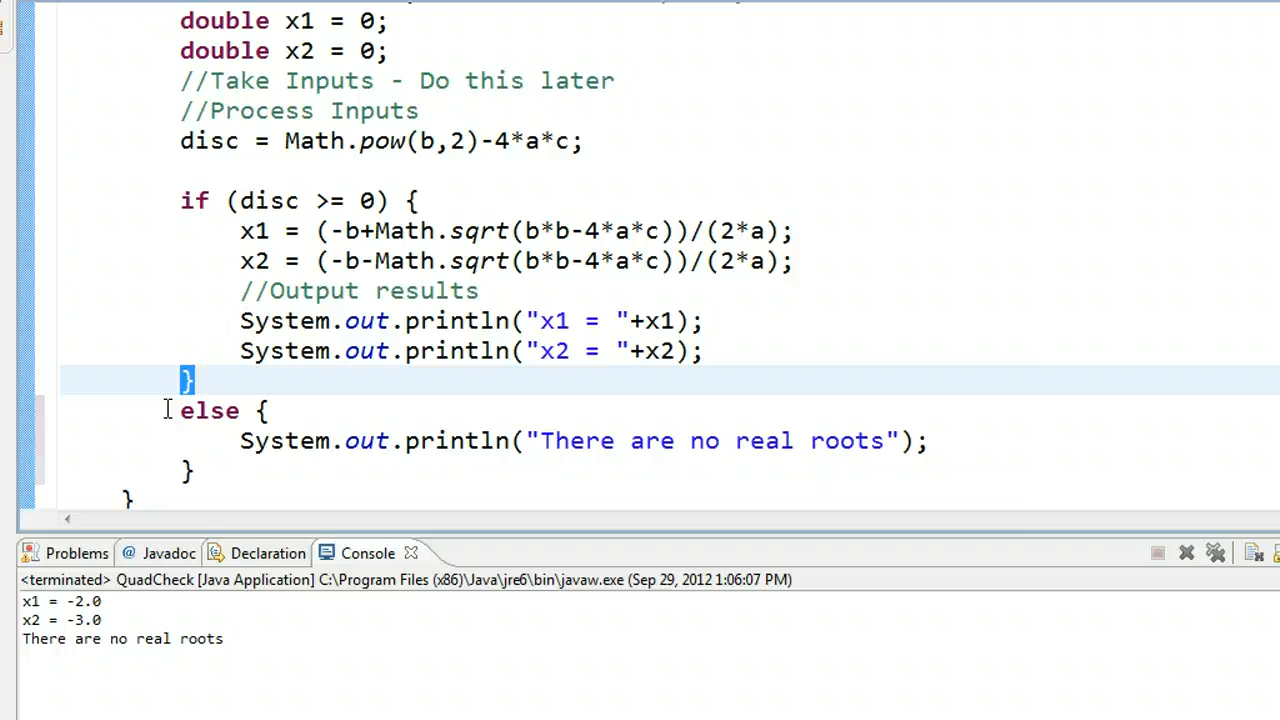 double x1 = 0;
double x2 = 0;
//Take Inputs - Do this later
//Process Inputs
disc = Math.pow(b,2)-4*a*c;
if (disc >= 0) {
x1 = (-b+Math.sqrt(b*b-4*a*c))/(2*a);
x2 = (-b-Math.sqrt(b*b-4*a*c))/(2*a);
//Output results
System.out.println("x1 = "+x1);
System.out.println("x2 = "+x2);
}
else {
System.out.println("There are no real roots");
}
}
Problems @ Javadoc Declaration Console
<terminated> QuadCheck [Java Application] C:\Program Files (x86)\Java\jre6\bin\javaw.exe (Sep 29, 2012 1:06:07 PM)
x1 = -2.0
x2 = -3.0
There are no real roots